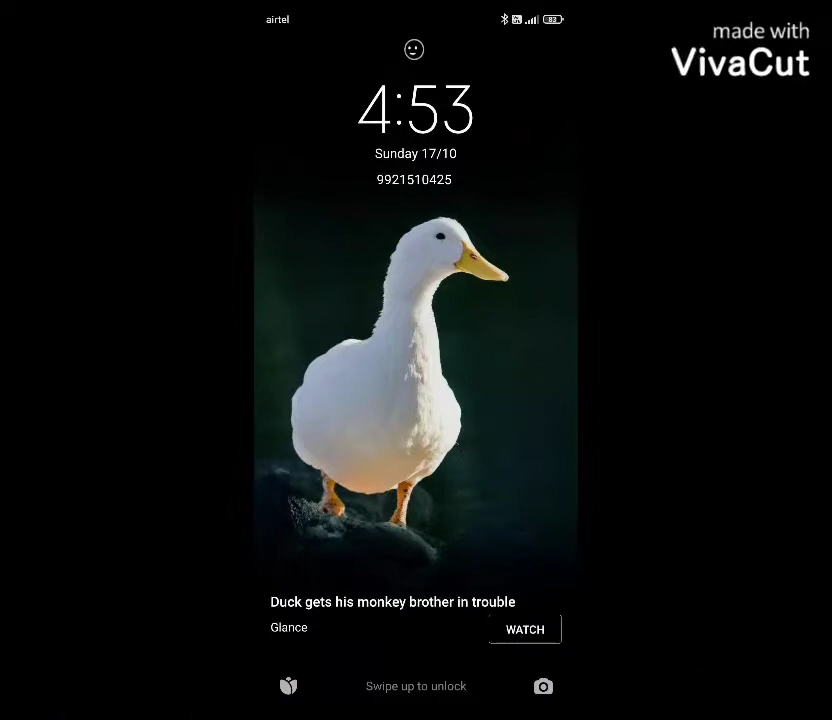 airtel
83
made with
VivaCut
4:53
Sunday 17/10
9921510425
Duck gets his monkey brother in trouble
Glance
WATCH
Swipe up to unlock